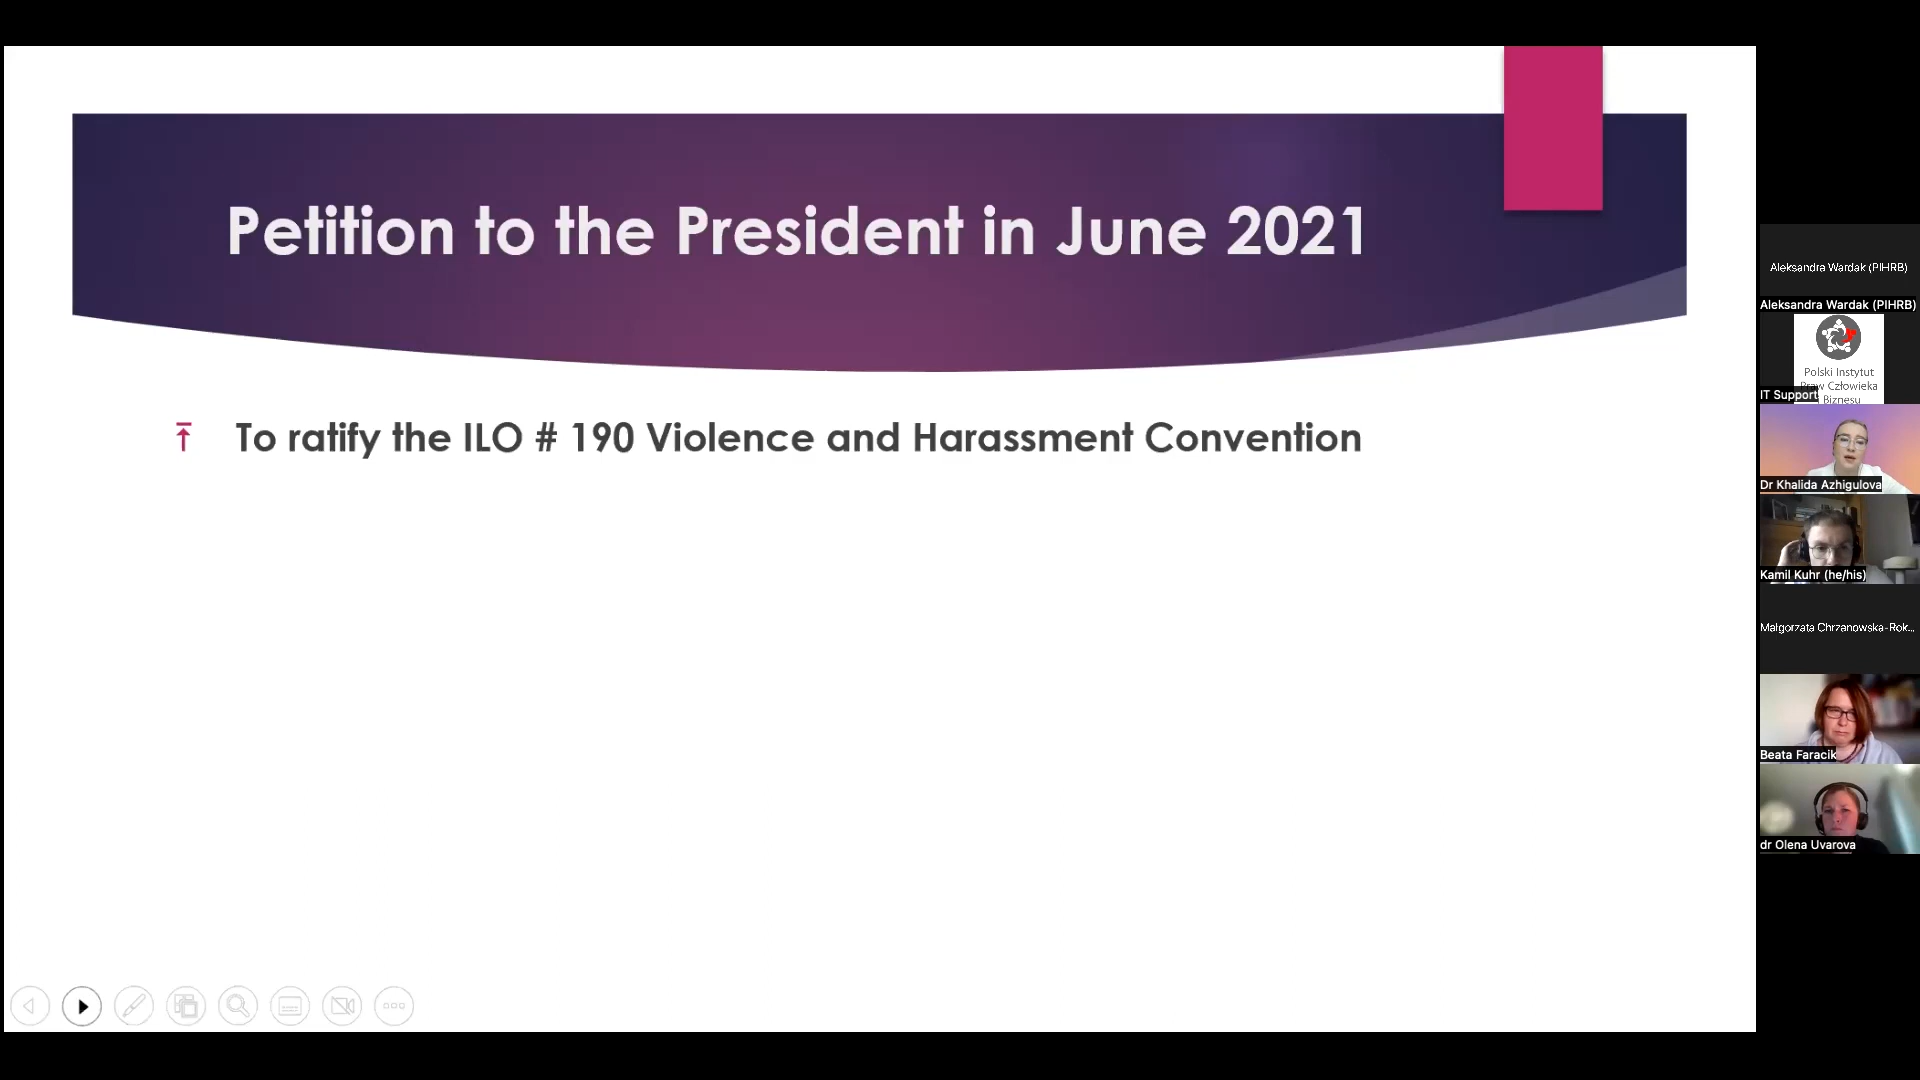 Petition to the President in June 2021
To ratify the ILO # 190 Violence and Harassment Convention
Aleksandra Wardak (PIHRB)
Aleksandra Wardak (PIHRB)
Polski Instytut
Praw Człowieka
Biznesu
IT Support
Dr Khalida Azhigulova
Kamil Kuhr (he/his)
Malgorzata Chrzanowska-Rok...
Beata Faracik
dr Olena Uvarova